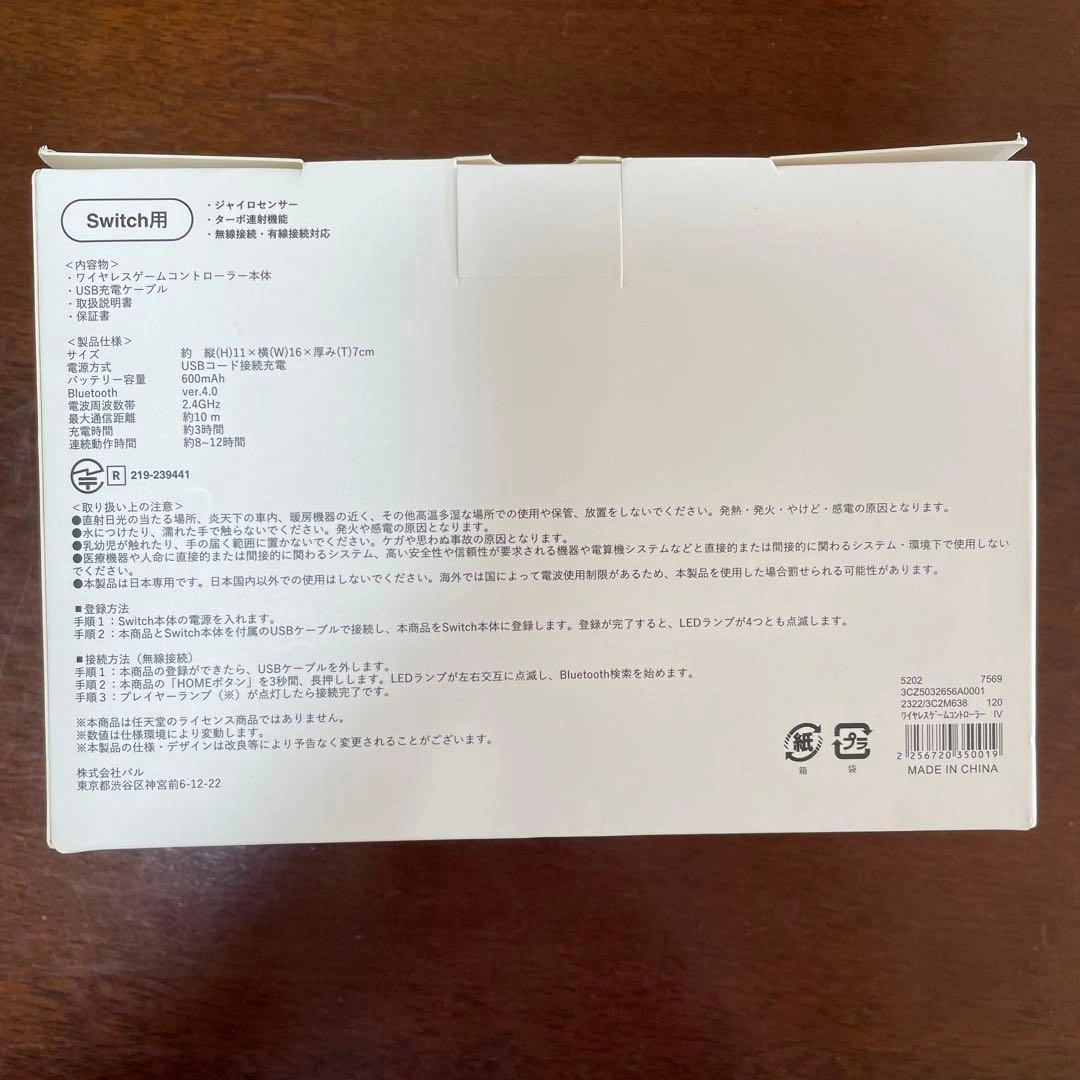 Switch用
・ジャイロセンサー
・ターボ連射機能
・無線接続・有線接続対応
＜内容物＞
・ワイヤレスゲームコントローラー本体
・USB充電ケーブル
・取扱説明書
・保証書
＜製品仕様＞
サイズ 約 縦(H)11×横(W)16×厚み(T)7cm
電源方式 USBコード接続充電
バッテリー容量 600mAh
Bluetooth ver.4.0
電波周波数帯 2.4GHz
最大通信距離 約10 m
充電時間 約3時間
連続動作時間 約8~12時間
R 219-239441
＜取り扱い上の注意＞
●直射日光の当たる場所、炎天下の車内、暖房機器の近く、その他高温多湿な場所での使用や保管、放置をしないでください。発熱・発火・やけど・感電の原因となります。
●水につけたり、濡れた手で触らないでください。発火や感電の原因となります。
●乳幼児が触れたり、手の届く範囲に置かないでください。ケガや思わぬ事故の原因となります。
●医療機器や人命に直接的または間接的に関わるシステム、高い安全性や信頼性が要求される機器や電算機システムなどと直接的または間接的に関わるシステム・環境下で使用しない
でください。
●本製品は日本専用です。日本国内以外での使用はしないでください。海外では国によって電波使用制限があるため、本製品を使用した場合罰せられる可能性があります。
■登録方法
手順１：Switch本体の電源を入れます。
手順２：本商品とSwitch本体を付属のUSBケーブルで接続し、本商品をSwitch本体に登録します。登録が完了すると、LEDランプが4つとも点滅します。
■接続方法（無線接続）
手順１：本商品の登録ができたら、USBケーブルを外します。
手順２：本商品の「HOMEボタン」を3秒間、長押しします。LEDランプが左右交互に点滅し、Bluetooth検索を始めます。
手順３：プレイヤーランプ（※）が点灯したら接続完了です。
※本商品は任天堂のライセンス商品ではありません。
※数値は仕様環境により変動します。
※本製品の仕様・デザインは改良等により予告なく変更されることがございます。
株式会社パル
東京都渋谷区神宮前6-12-22
紙
箱
プラ
袋
5202 7569
3CZ5032656A0001
2322/3C2M638 120
ﾜｲﾔﾚｽｹﾞｰﾑｺﾝﾄﾛｰﾗｰ IV
2 256720 350019
MADE IN CHINA